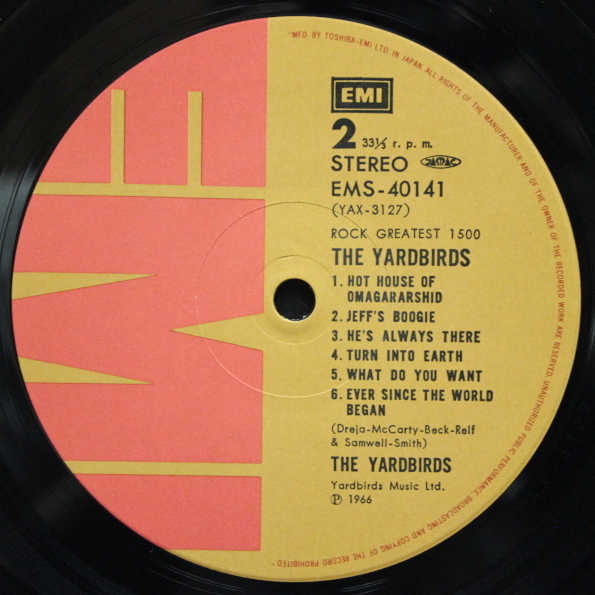 "MFD. BY TOSHIBA-EMI LTD. IN JAPAN. ALL RIGHTS OF THE MANUFACTURER AND OF THE OWNER OF THE RECORDED WORK ARE RESERVED. UNAUTHORIZED PUBLIC PERFORMANCE, BROADCASTING AND COPYING OF THE RECORD PROHIBITED"
EMI
2 33⅓ r. p. m.
STEREO JASRAC
EMS-40141
(YAX-3127)
ROCK GREATEST 1500
THE YARDBIRDS
1. HOT HOUSE OF
OMAGARARSHID
2. JEFF'S BOOGIE
3. HE'S ALWAYS THERE
4. TURN INTO EARTH
5. WHAT DO YOU WANT
6. EVER SINCE THE WORLD
BEGAN
(Dreja-McCarty-Beck-Relf
& Samwell-Smith)
THE YARDBIRDS
Yardbirds Music Ltd.
℗ 1966
EMI